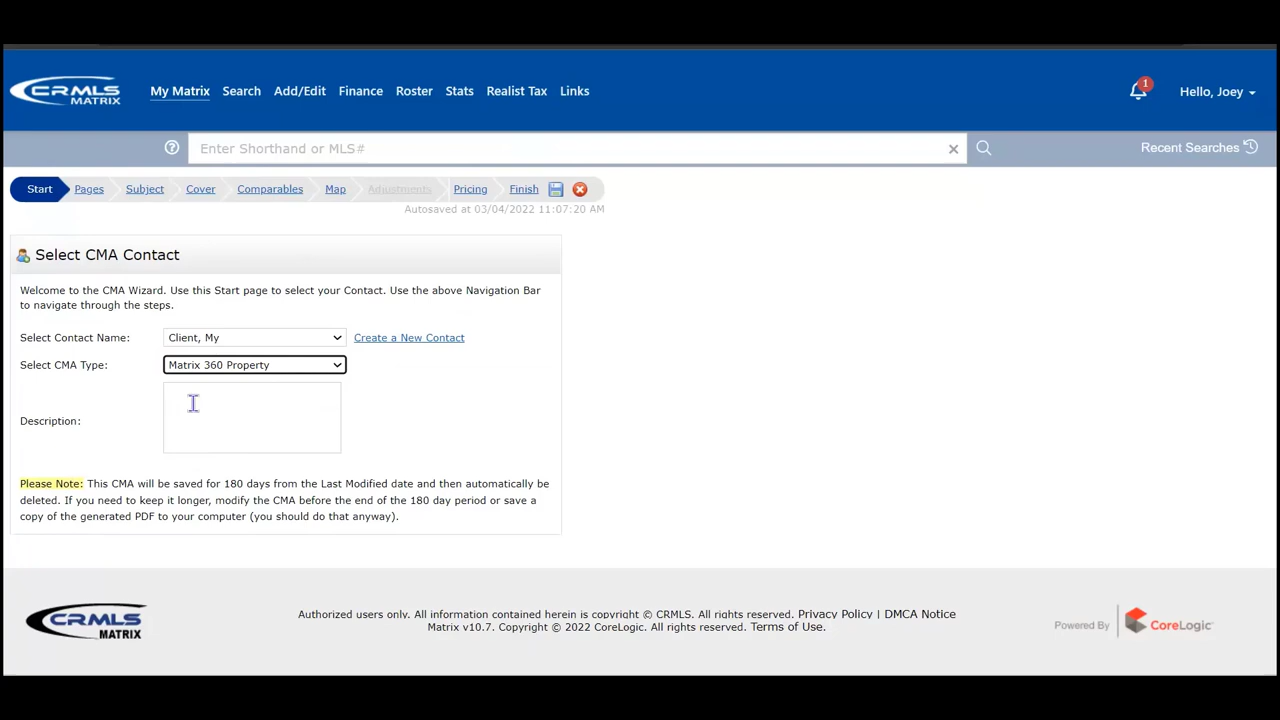 CRMLS
MATRIX
My Matrix Search Add/Edit Finance Roster Stats Realist Tax Links
1
Hello, Joey
Enter Shorthand or MLS#
Recent Searches
Start Pages Subject Cover Comparables Map Adjustments Pricing Finish
Autosaved at 03/04/2022 11:07:20 AM
Select CMA Contact
Welcome to the CMA Wizard. Use this Start page to select your Contact. Use the above Navigation Bar
to navigate through the steps.
Select Contact Name: Client, My Create a New Contact
Select CMA Type: Matrix 360 Property
Description:
Please Note: This CMA will be saved for 180 days from the Last Modified date and then automatically be
deleted. If you need to keep it longer, modify the CMA before the end of the 180 day period or save a
copy of the generated PDF to your computer (you should do that anyway).
CRMLS
MATRIX
Authorized users only. All information contained herein is copyright © CRMLS. All rights reserved. Privacy Policy | DMCA Notice
Matrix v10.7. Copyright © 2022 CoreLogic. All rights reserved. Terms of Use.
Powered By CoreLogic